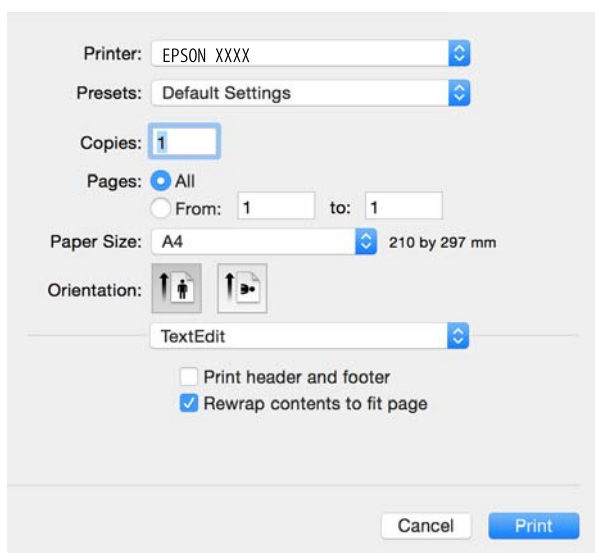 Printer: EPSON XXXX
Presets: Default Settings
Copies: 1
Pages: All
From: 1 to: 1
Paper Size: A4 210 by 297 mm
Orientation:
TextEdit
Print header and footer
Rewrap contents to fit page
Cancel Print